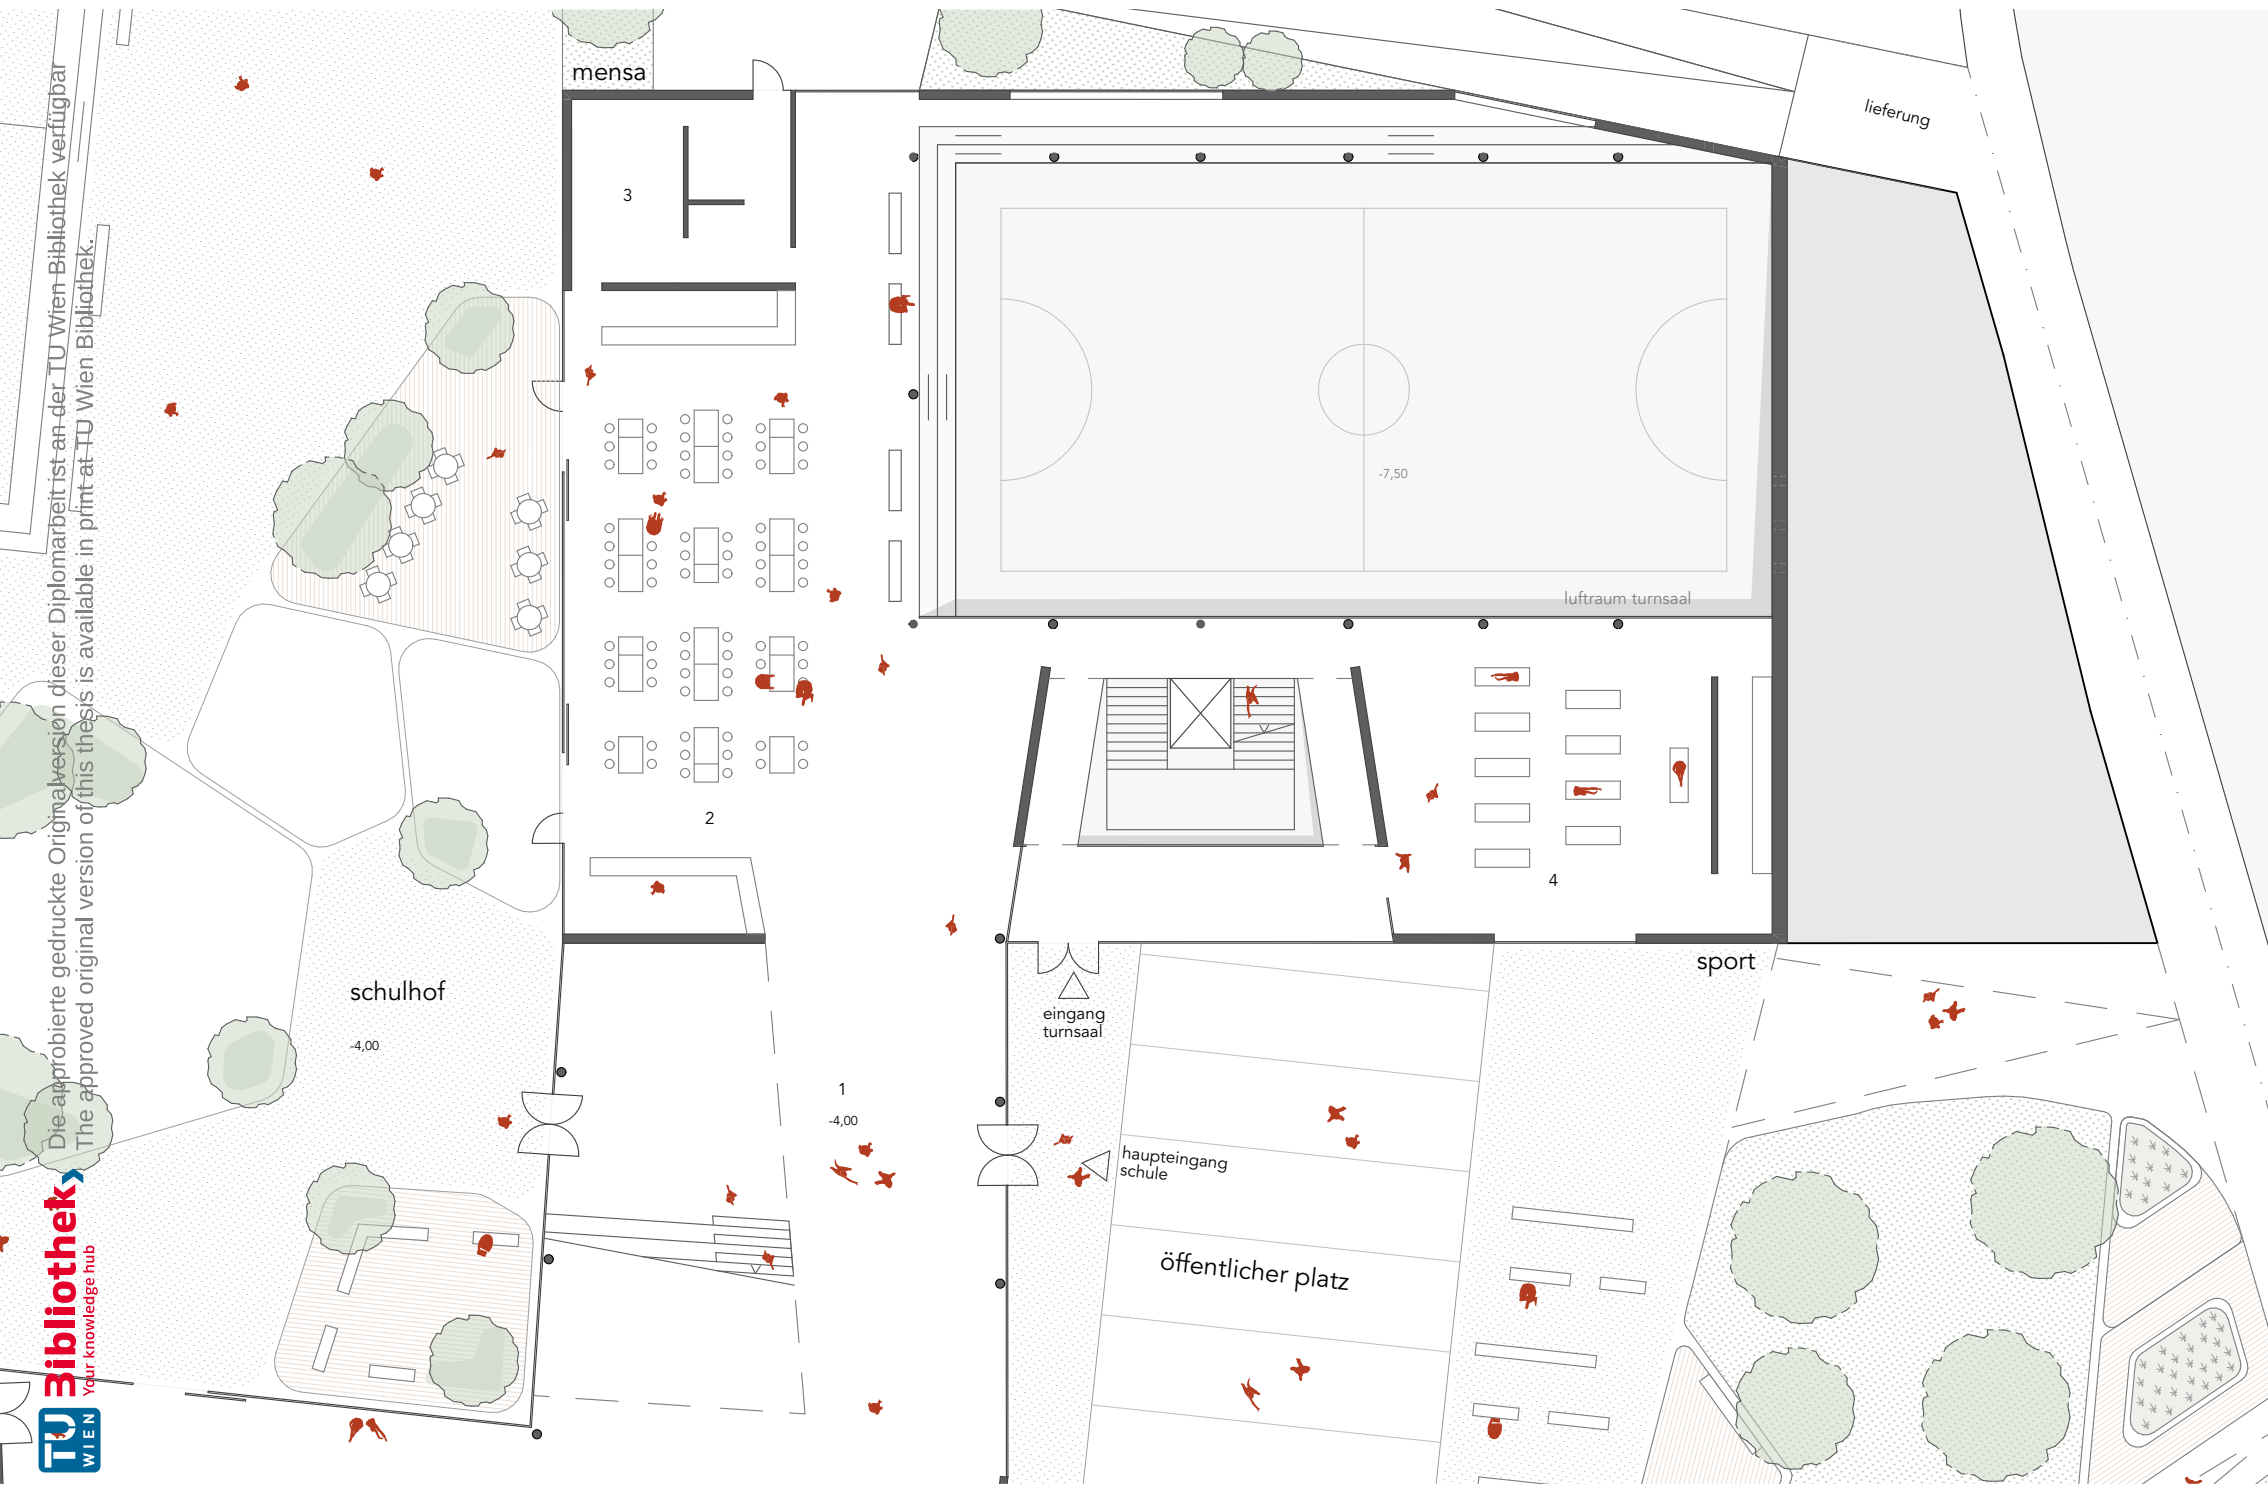 mensa
lieferung
3
-7,50
luftraum turnsaal
2
4
schulhof
-4,00
sport
eingang
turnsaal
1
-4,00
haupteingang
schule
öffentlicher platz
Die approbierte gedruckte Originalversion dieser Diplomarbeit ist an der TU Wien Bibliothek verfügbar
The approved original version of this thesis is available in print at TU Wien Bibliothek.
Bibliothek
Your knowledge hub
TU
WIEN